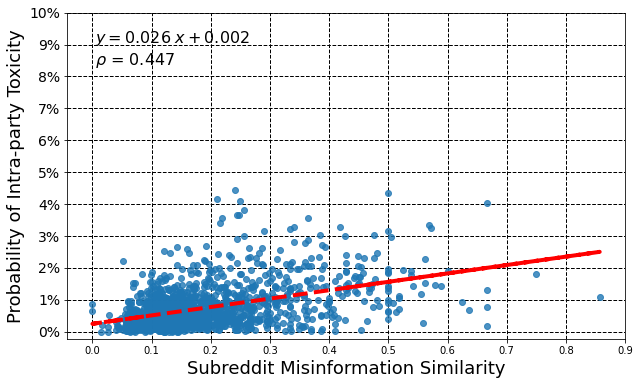 10%
9%
8%
7%
6%
5%
4%
3%
2%
1%
0%
Probability of Intra-party Toxicity
y = 0.026 x + 0.002
ρ = 0.447
0.0 0.1 0.2 0.3 0.4 0.5 0.6 0.7 0.8 0.9
Subreddit Misinformation Similarity